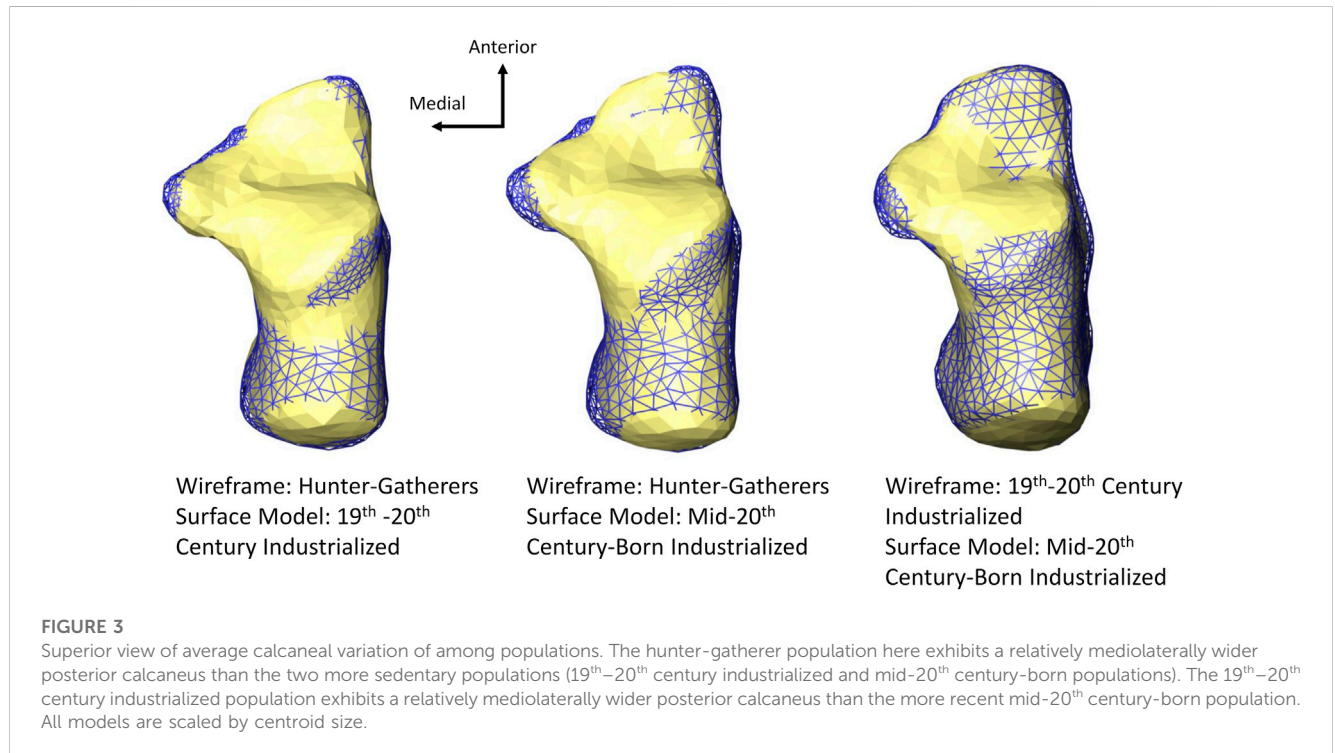 Anterior
Medial
Wireframe: Hunter-Gatherers
Surface Model: 19th -20th
Century Industrialized
Wireframe: Hunter-Gatherers
Surface Model: Mid-20th
Century-Born Industrialized
Wireframe: 19th-20th Century
Industrialized
Surface Model: Mid-20th
Century-Born Industrialized
FIGURE 3
Superior view of average calcaneal variation of among populations. The hunter-gatherer population here exhibits a relatively mediolaterally wider
posterior calcaneus than the two more sedentary populations (19th–20th century industrialized and mid-20th century-born populations). The 19th–20th
century industrialized population exhibits a relatively mediolaterally wider posterior calcaneus than the more recent mid-20th century-born population.
All models are scaled by centroid size.